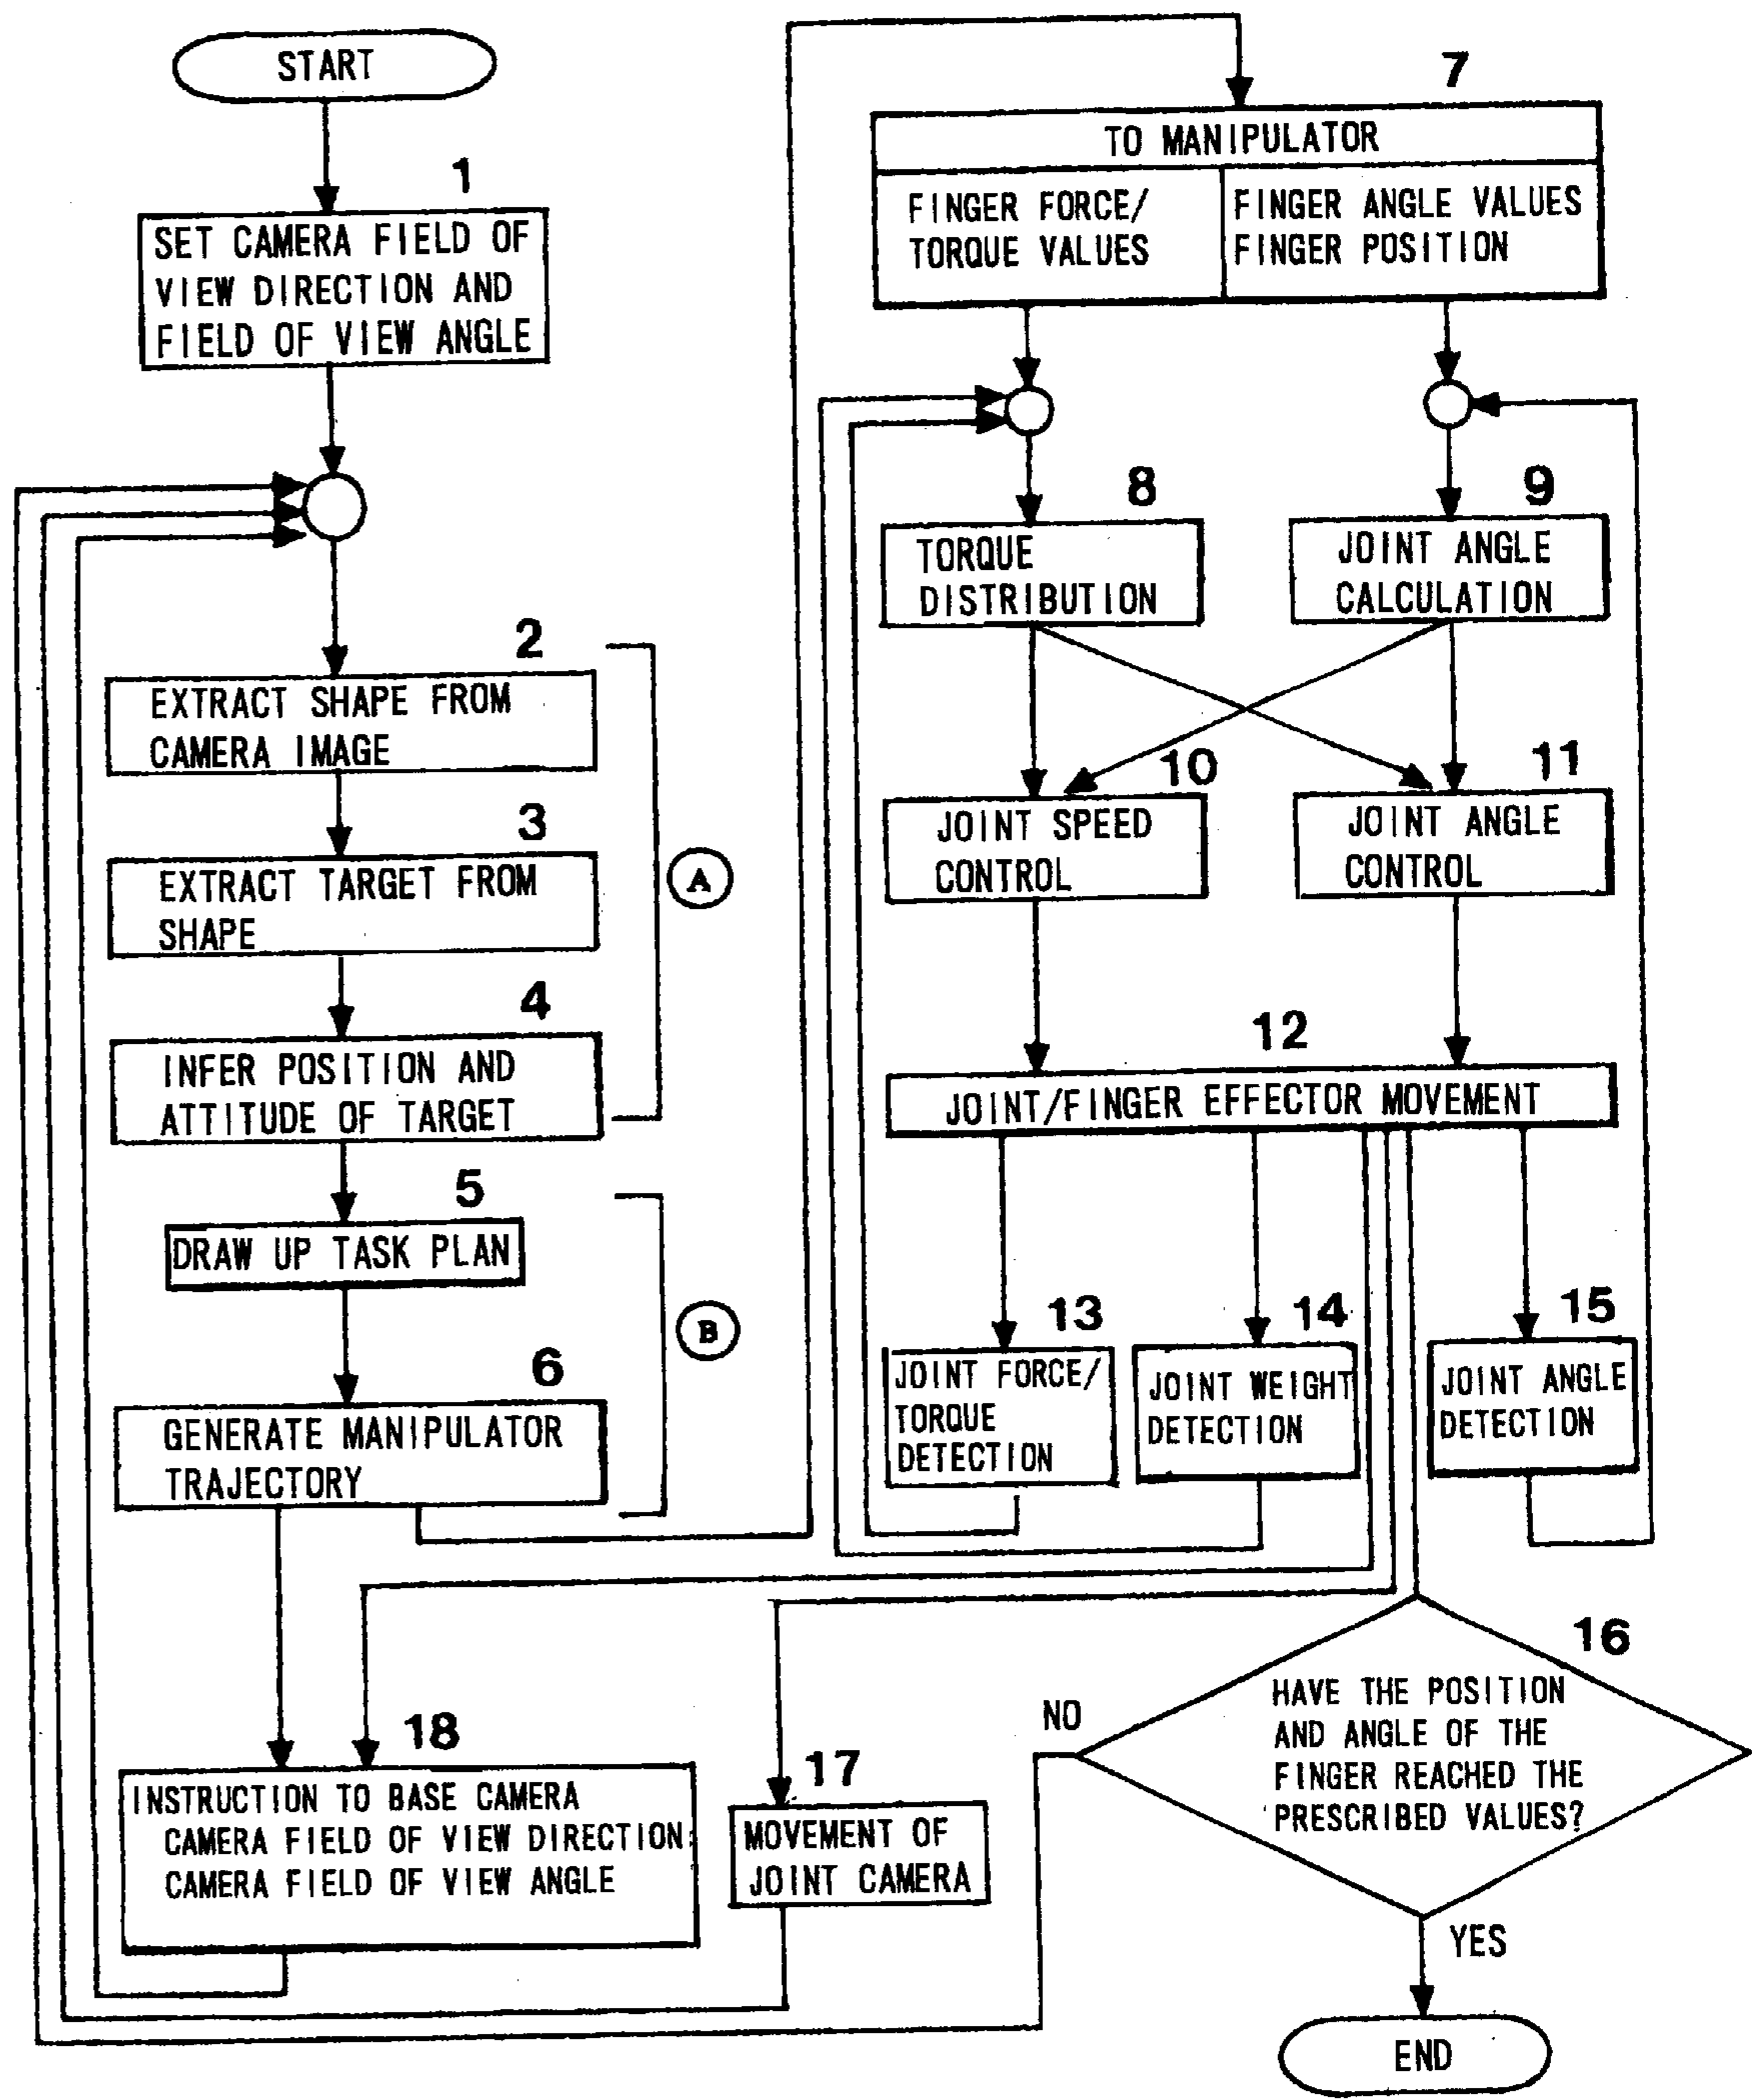 START
1
SET CAMERA FIELD OF
VIEW DIRECTION AND
FIELD OF VIEW ANGLE
2
EXTRACT SHAPE FROM
CAMERA IMAGE
3
EXTRACT TARGET FROM
SHAPE
A
4
INFER POSITION AND
ATTITUDE OF TARGET
5
DRAW UP TASK PLAN
B
6
GENERATE MANIPULATOR
TRAJECTORY
7
TO MANIPULATOR
FINGER FORCE/
TORQUE VALUES
FINGER ANGLE VALUES
FINGER POSITION
8
TORQUE
DISTRIBUTION
9
JOINT ANGLE
CALCULATION
10
JOINT SPEED
CONTROL
11
JOINT ANGLE
CONTROL
12
JOINT/FINGER EFFECTOR MOVEMENT
13
JOINT FORCE/
TORQUE
DETECTION
14
JOINT WEIGHT
DETECTION
15
JOINT ANGLE
DETECTION
16
HAVE THE POSITION
AND ANGLE OF THE
FINGER REACHED THE
PRESCRIBED VALUES?
NO
YES
17
MOVEMENT OF
JOINT CAMERA
18
INSTRUCTION TO BASE CAMERA
CAMERA FIELD OF VIEW DIRECTION
CAMERA FIELD OF VIEW ANGLE
END